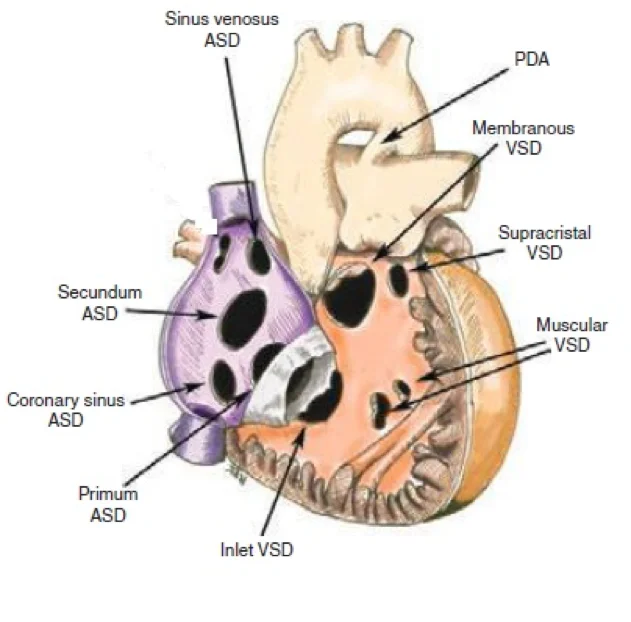 Sinus venosus
ASD
PDA
Membranous
VSD
Supracristal
VSD
Secundum
ASD
Muscular
VSD
Coronary sinus
ASD
Primum
ASD
Inlet VSD